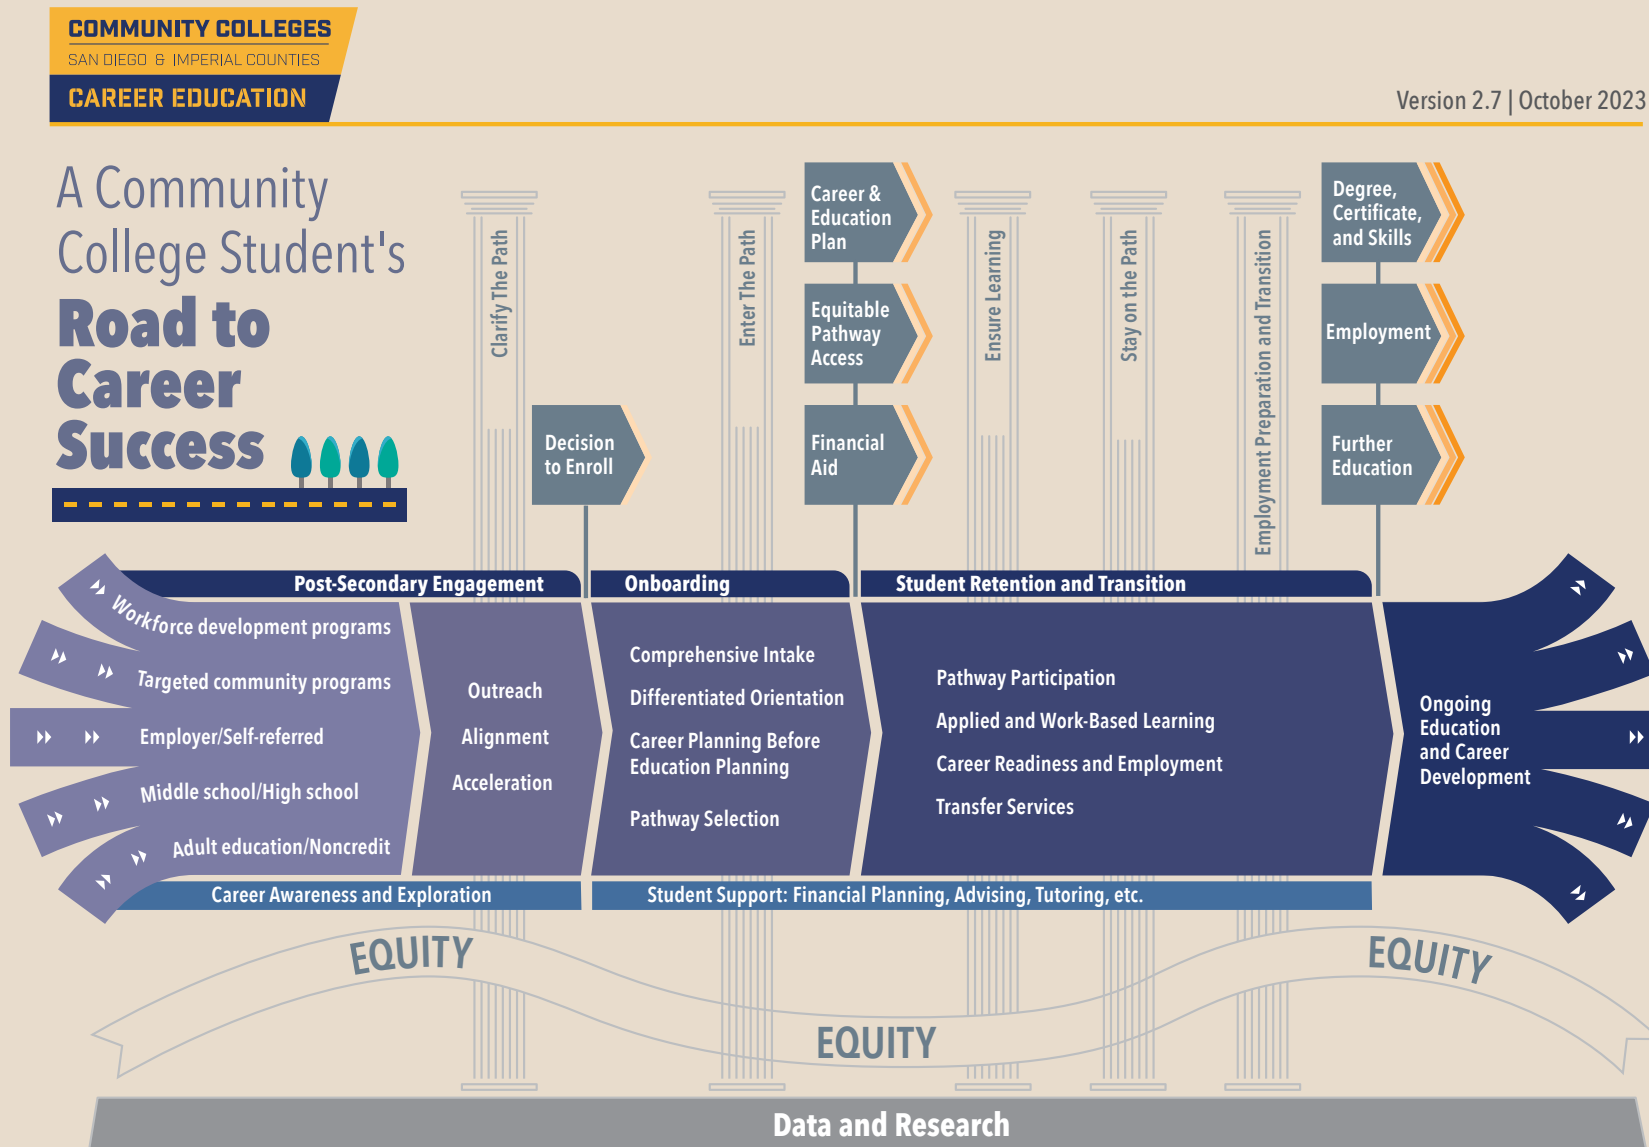 COMMUNITY COLLEGES
SAN DIEGO & IMPERIAL COUNTIES
CAREER EDUCATION
Version 2.7 | October 2023
A Community
College Student's
Road to
Career
Success
Clarify The Path
Decision
to Enroll
Enter The Path
Career &
Education
Plan
Equitable
Pathway
Access
Financial
Aid
Ensure Learning
Stay on the Path
Employment Preparation and Transition
Degree,
Certificate,
and Skills
Employment
Further
Education
Post-Secondary Engagement
Onboarding
Student Retention and Transition
Workforce development programs
Targeted community programs
Employer/Self-referred
Middle school/High school
Adult education/Noncredit
Outreach
Alignment
Acceleration
Comprehensive Intake
Differentiated Orientation
Career Planning Before
Education Planning
Pathway Selection
Pathway Participation
Applied and Work-Based Learning
Career Readiness and Employment
Transfer Services
Ongoing
Education
and Career
Development
Career Awareness and Exploration
Student Support: Financial Planning, Advising, Tutoring, etc.
EQUITY
EQUITY
EQUITY
Data and Research